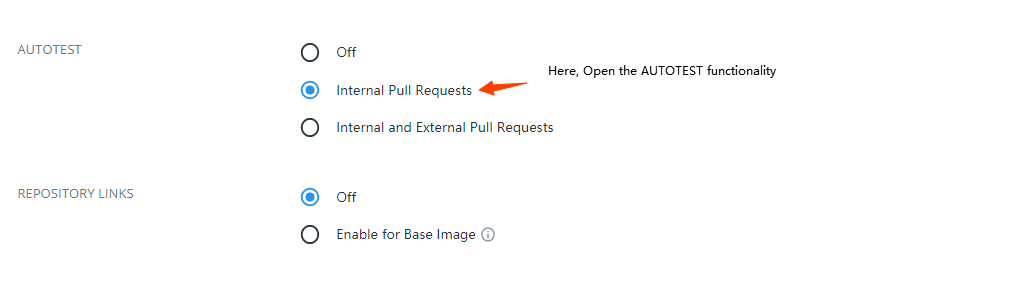 AUTOTEST
Off
Here, Open the AUTOTEST functionality
Internal Pull Requests
Internal and External Pull Requests
REPOSITORY LINKS
Off
Enable for Base Image